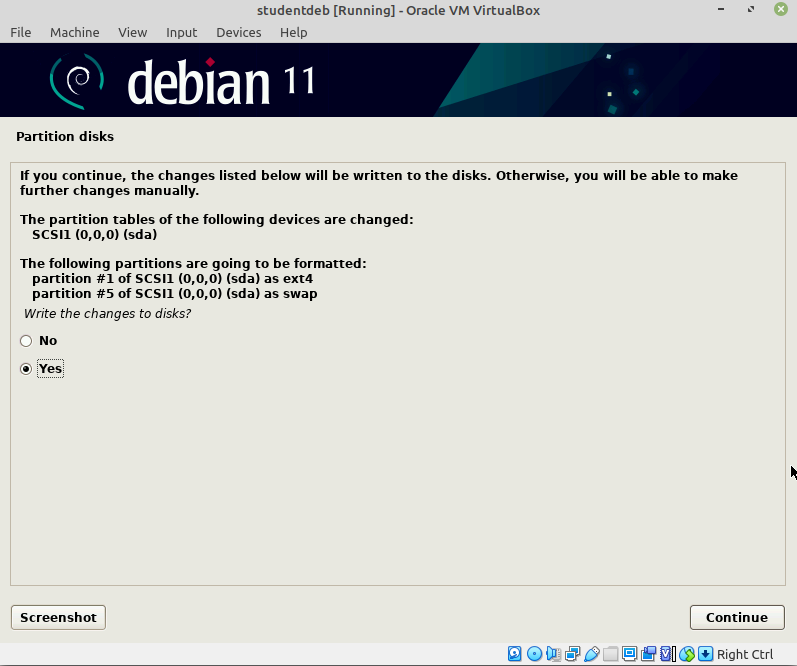 studentdeb [Running] - Oracle VM VirtualBox
File Machine View Input Devices Help
debian 11
Partition disks
If you continue, the changes listed below will be written to the disks. Otherwise, you will be able to make
further changes manually.
The partition tables of the following devices are changed:
SCSI1 (0,0,0) (sda)
The following partitions are going to be formatted:
partition #1 of SCSI1 (0,0,0) (sda) as ext4
partition #5 of SCSI1 (0,0,0) (sda) as swap
Write the changes to disks?
No
Yes
Screenshot Continue
Right Ctrl